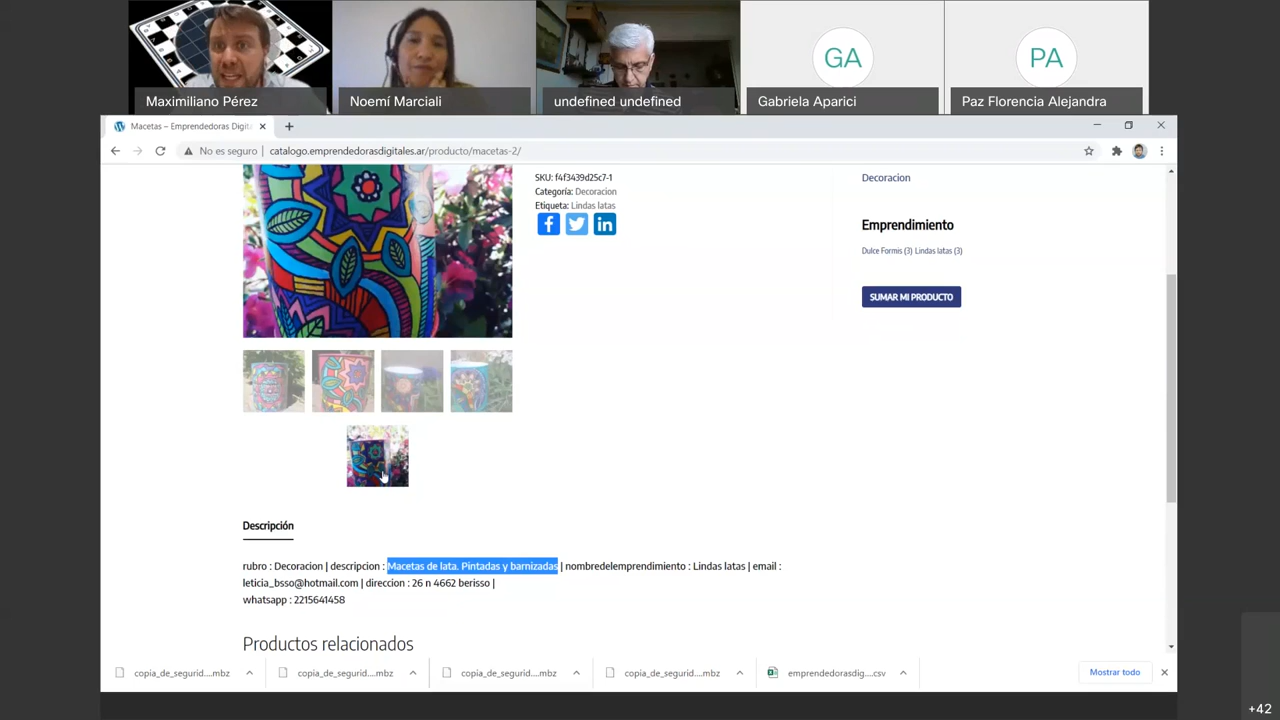 Maximiliano Pérez
Noemí Marciali
undefined undefined
GA
Gabriela Aparici
PA
Paz Florencia Alejandra
Macetas – Emprendedoras Digita
No es seguro | catalogo.emprendedorasdigitales.ar/producto/macetas-2/
SKU: f4f3439d25c7-1
Categoría: Decoracion
Etiqueta: Lindas latas
Decoracion
Emprendimiento
Dulce Formis (3) Lindas latas (3)
SUMAR MI PRODUCTO
Descripción
rubro : Decoracion | descripcion : Macetas de lata. Pintadas y barnizadas | nombredelemprendimiento : Lindas latas | email :
leticia_bsso@hotmail.com | direccion : 26 n 4662 berisso |
whatsapp : 2215641458
Productos relacionados
copia_de_segurid....mbz
copia_de_segurid....mbz
copia_de_segurid....mbz
copia_de_segurid....mbz
emprendedorasdig....csv
Mostrar todo
+42